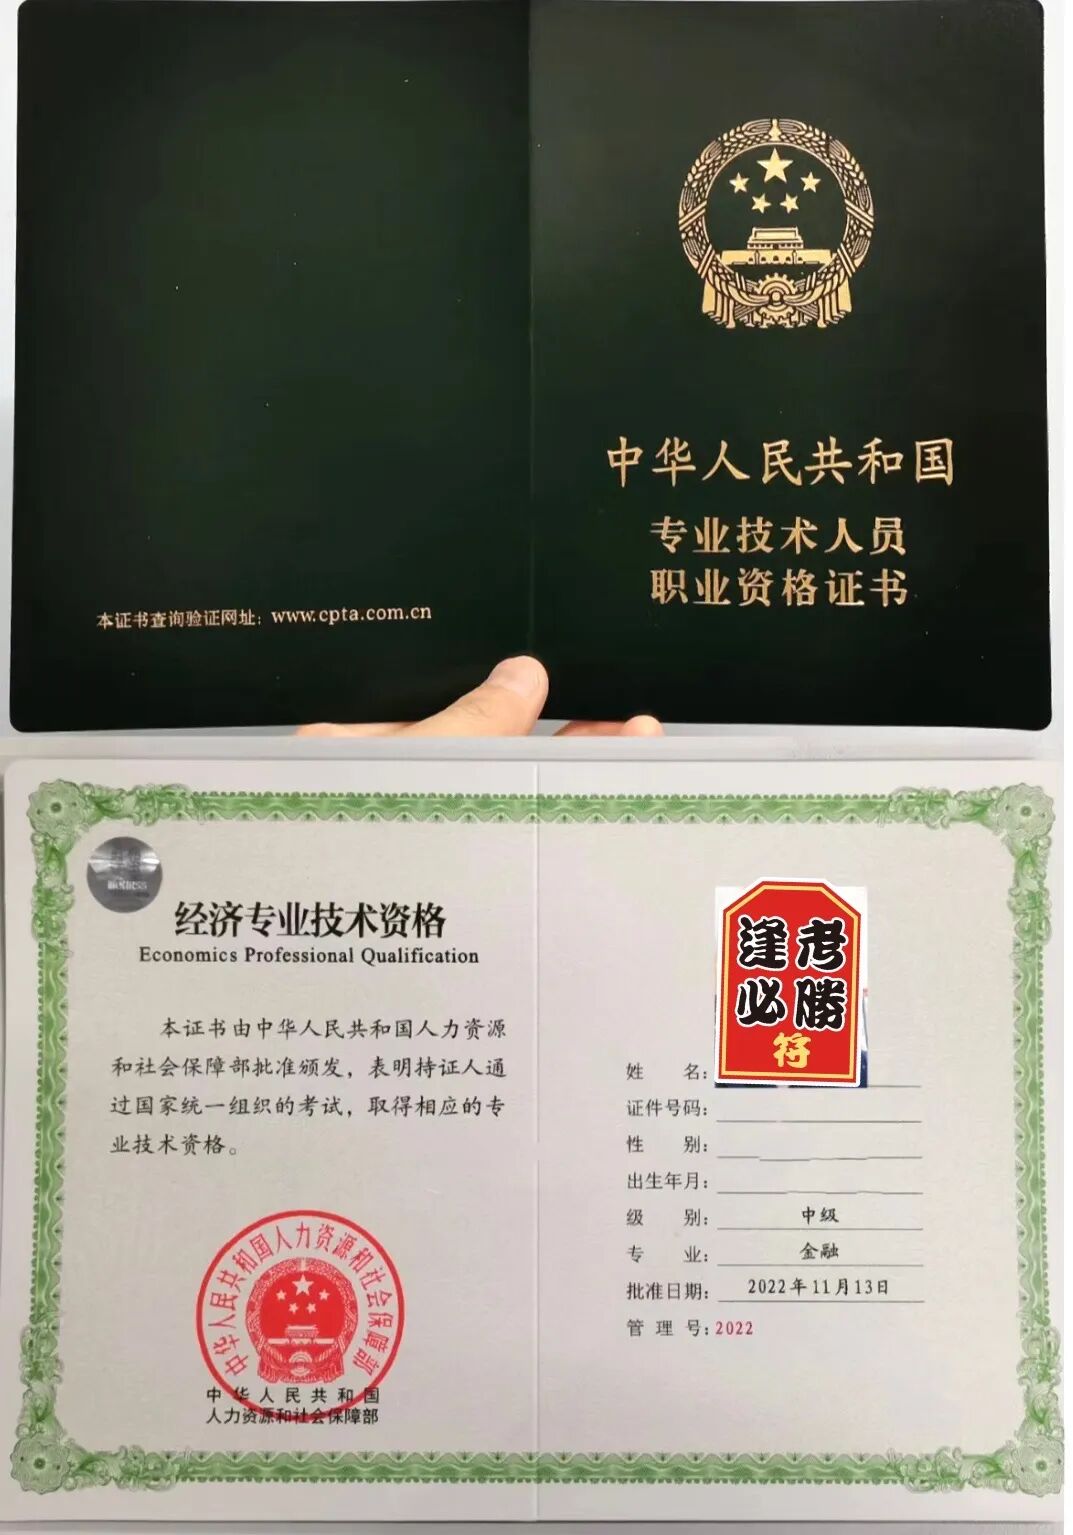 中华人民共和国
专业技术人员
职业资格证书
本证书查询验证网址：www.cpta.com.cn
经济专业技术资格
Economics Professional Qualification
本证书由中华人民共和国人力资源
和社会保障部批准颁发，表明持证人通
过国家统一组织的考试，取得相应的专
业技术资格。
中华人民共和国人力资源和社会保障部
中华人民共和国
人力资源和社会保障部
逢考
必勝
符
姓 名：
证件号码：
性 别：
出生年月：
级 别：中级
专 业：金融
批准日期：2022年11月13日
管 理 号：2022